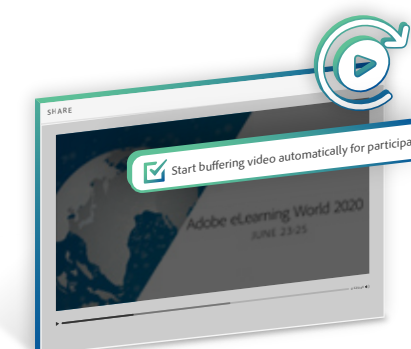 SHARE
Start buffering video automatically for participa
Adobe eLearning World 2020
JUNE 23-25